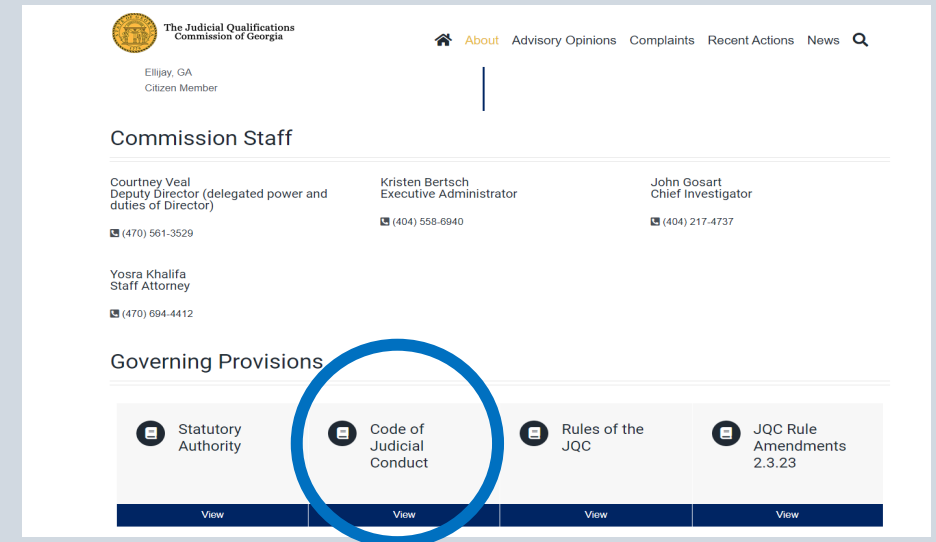 The Judicial Qualifications
Commission of Georgia
About Advisory Opinions Complaints Recent Actions News
Ellijay, GA
Citizen Member
Commission Staff
Courtney Veal
Deputy Director (delegated power and
duties of Director)
(470) 561-3529
Kristen Bertsch
Executive Administrator
(404) 558-6940
John Gosart
Chief Investigator
(404) 217-4737
Yosra Khalifa
Staff Attorney
(470) 694-4412
Governing Provisions
Statutory
Authority
View
Code of
Judicial
Conduct
View
Rules of the
JQC
View
JQC Rule
Amendments
2.3.23
View